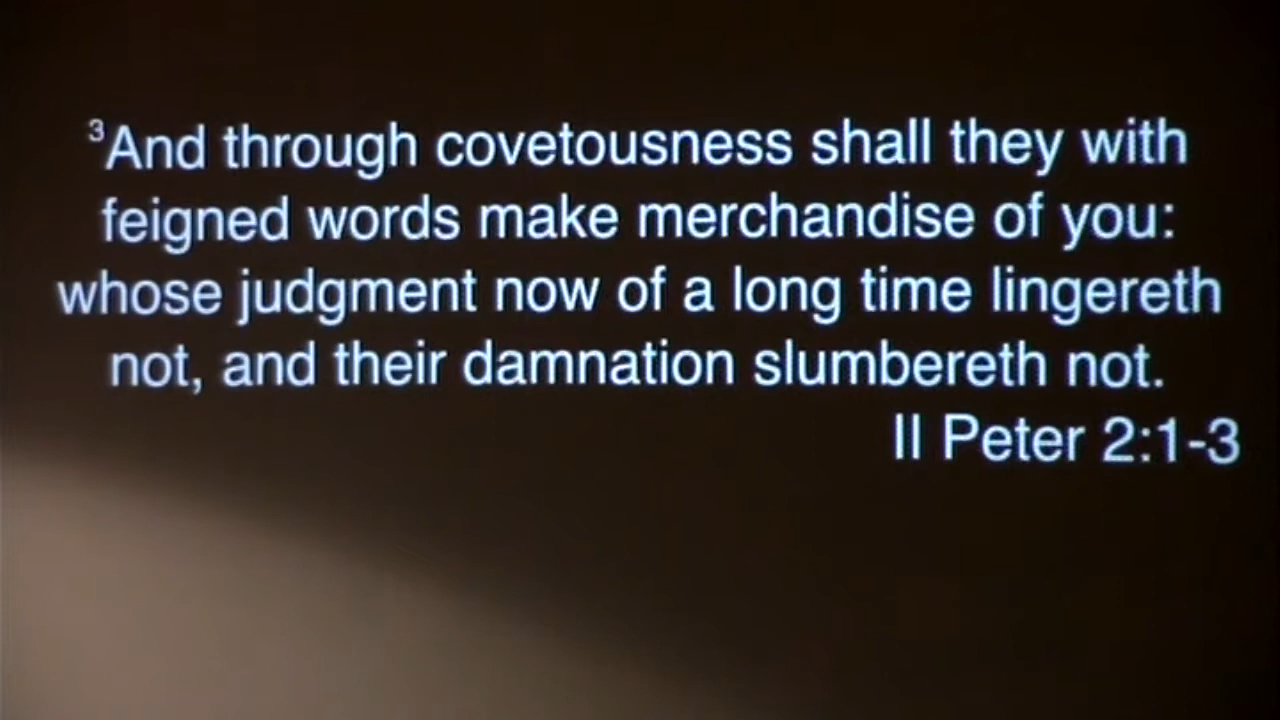 ³And through covetousness shall they with
feigned words make merchandise of you:
whose judgment now of a long time lingereth
not, and their damnation slumbereth not.
II Peter 2:1-3